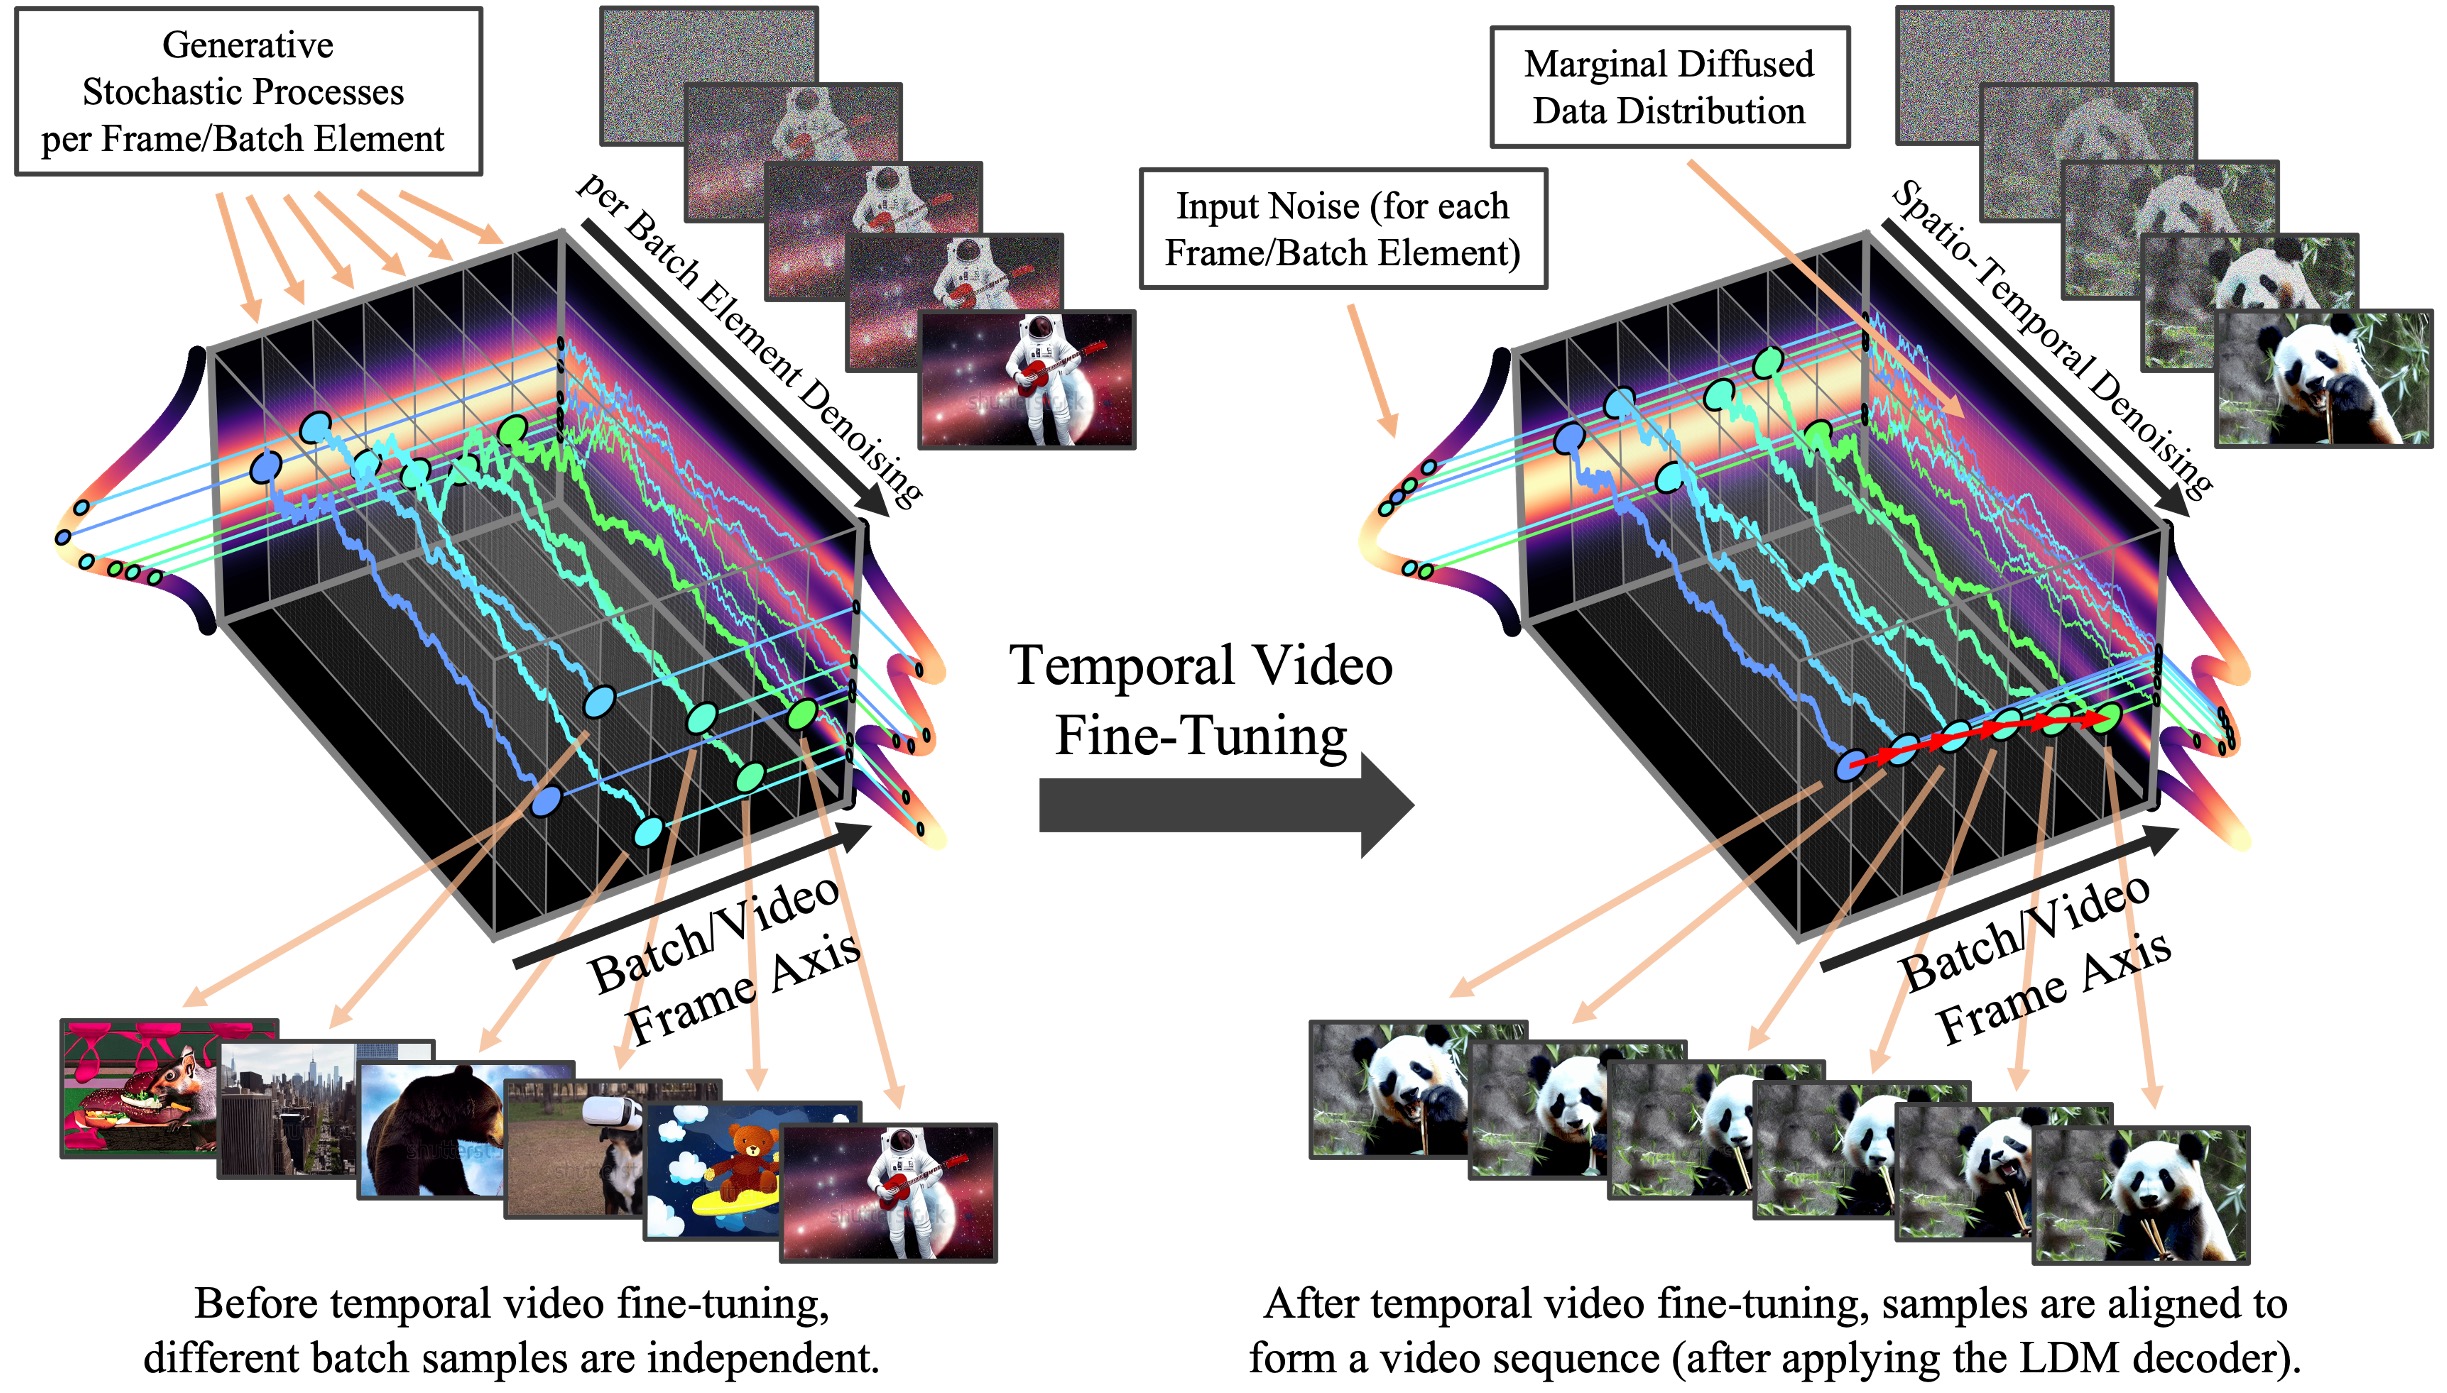 Generative
Stochastic Processes
per Frame/Batch Element
per Batch Element Denoising
Input Noise (for each
Frame/Batch Element)
Marginal Diffused
Data Distribution
Spatio-Temporal Denoising
Temporal Video
Fine-Tuning
Batch/Video
Frame Axis
Batch/Video
Frame Axis
Before temporal video fine-tuning,
different batch samples are independent.
After temporal video fine-tuning, samples are aligned to
form a video sequence (after applying the LDM decoder).